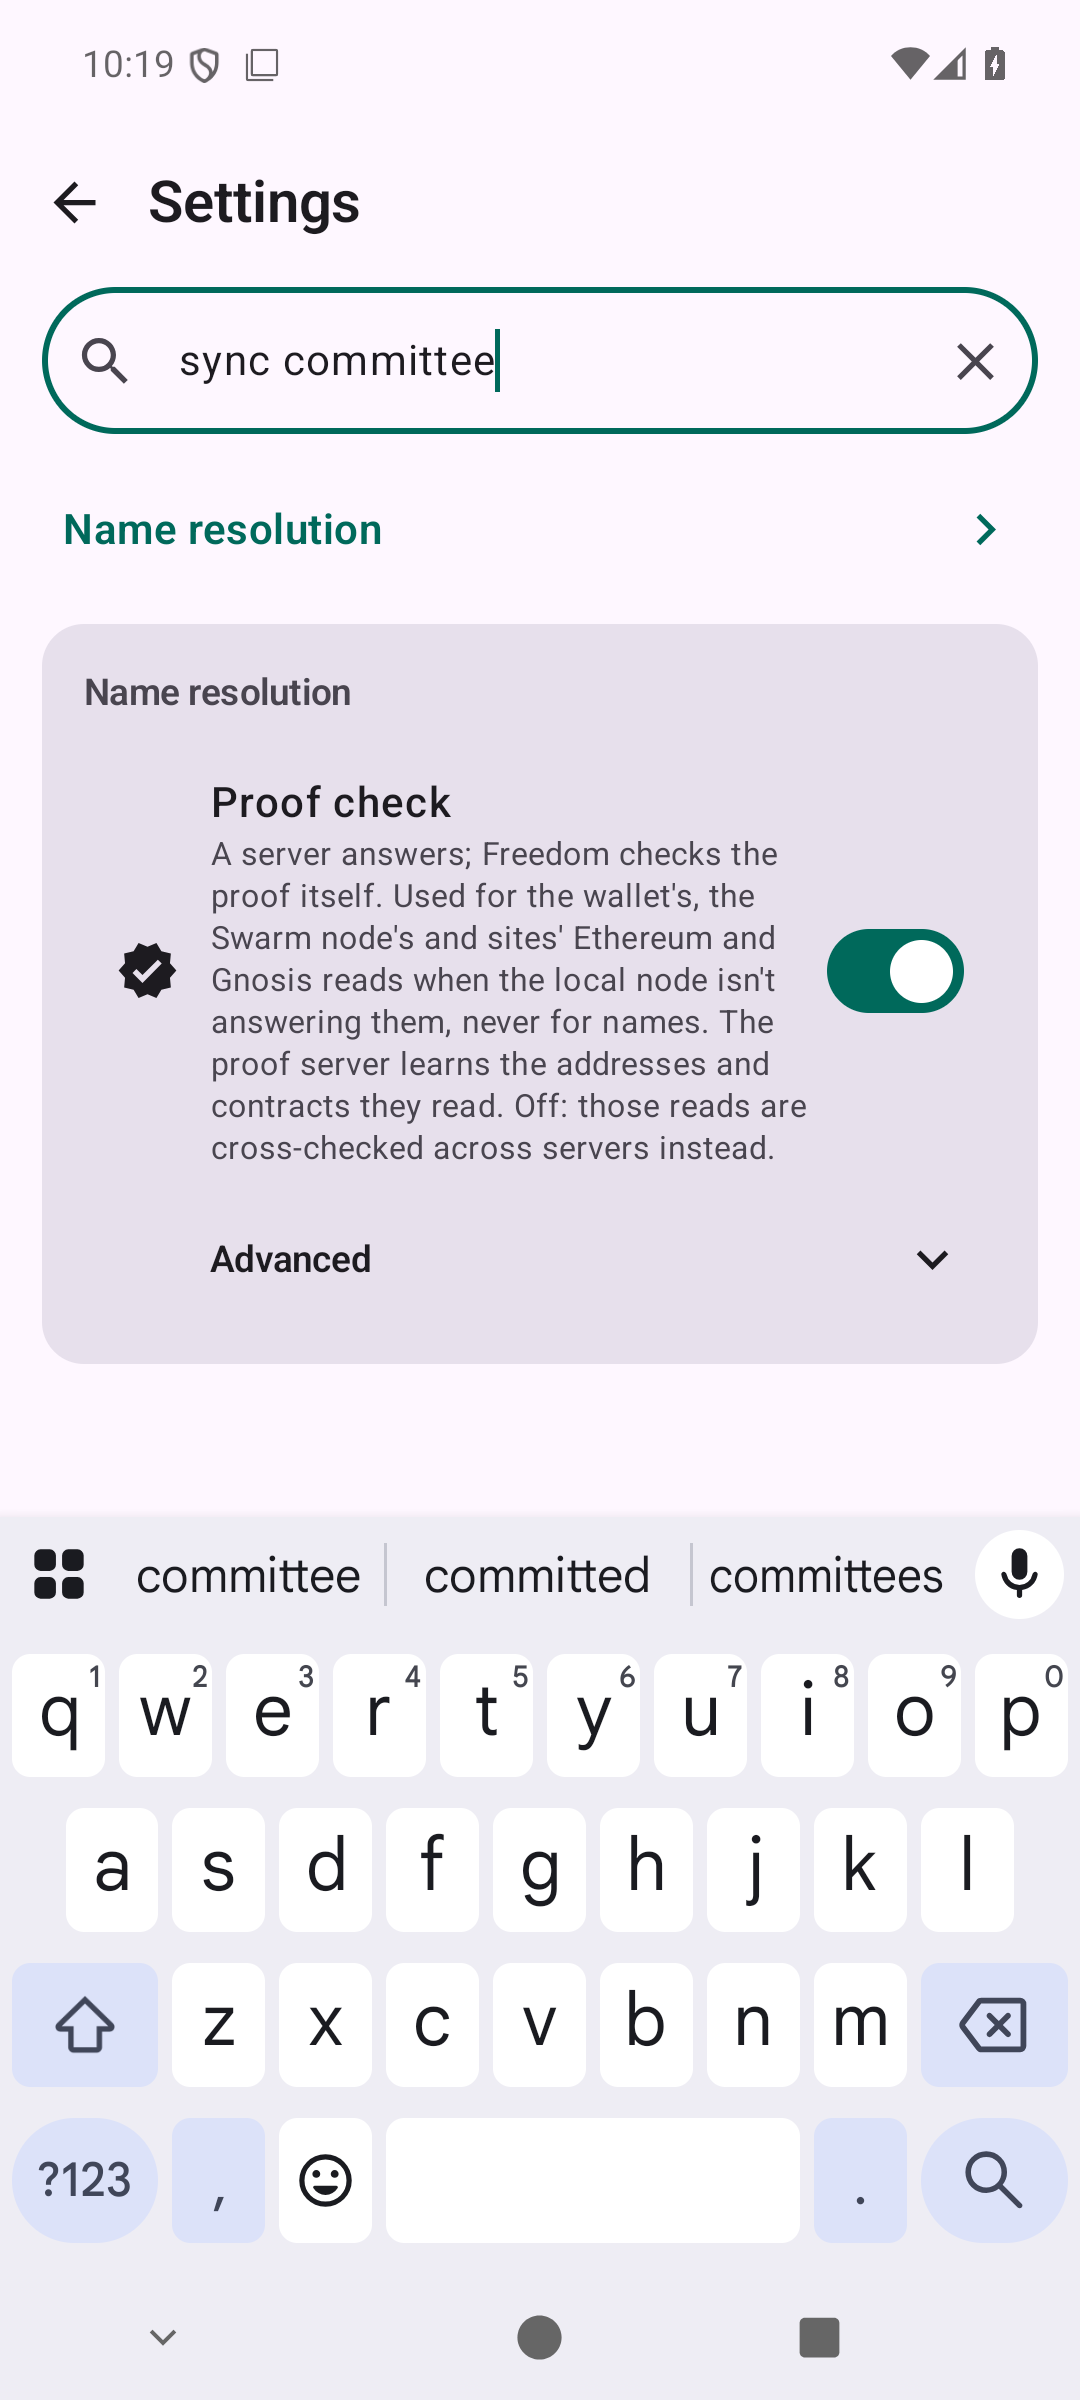 10:19
Settings
sync committee
Name resolution
Name resolution
Proof check
A server answers; Freedom checks the
proof itself. Used for the wallet's, the
Swarm node's and sites' Ethereum and
Gnosis reads when the local node isn't
answering them, never for names. The
proof server learns the addresses and
contracts they read. Off: those reads are
cross-checked across servers instead.
Advanced
committee committed committees
q1 w2 e3 r4 t5 y6 u7 i8 o9 p0
a s d f g h j k l
z x c v b n m
?123 , .